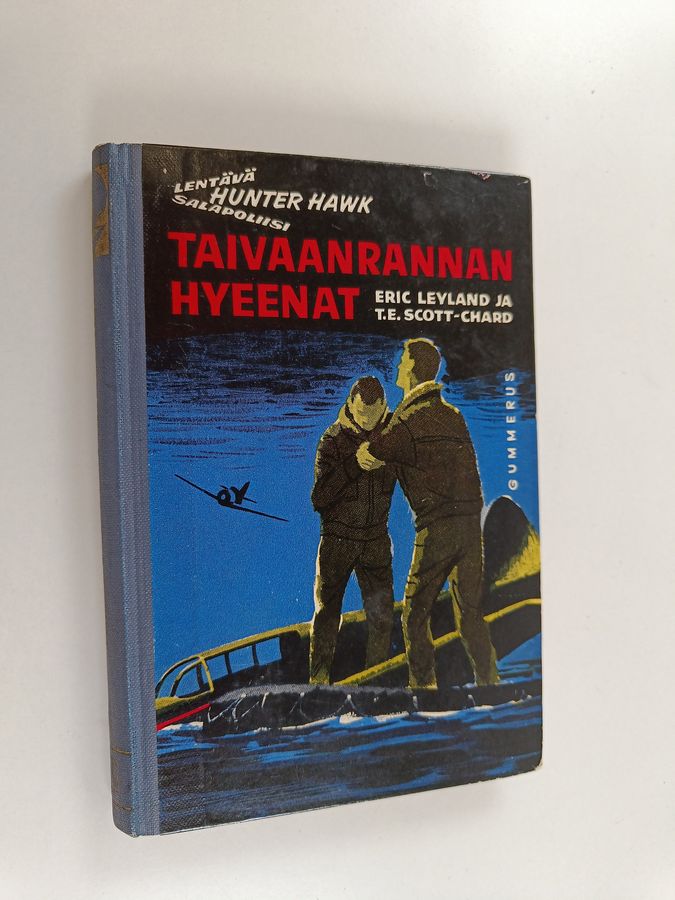 LENTÄVÄ
HUNTER HAWK
SALAPOLIISI
TAIVAANRANNAN
HYEENAT
ERIC LEYLAND JA
T.E. SCOTT-CHARD
GUMMERUS